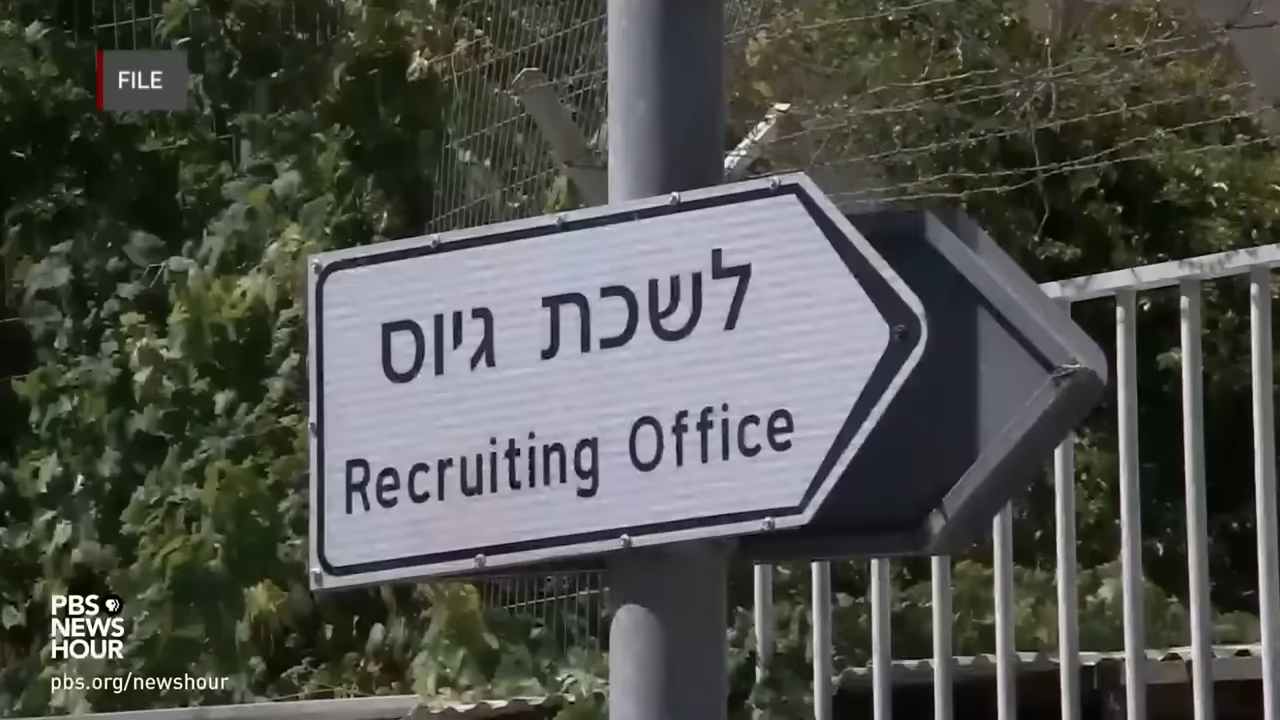 FILE
לשכת גיוס
Recruiting Office
PBS
NEWS
HOUR
pbs.org/newshour